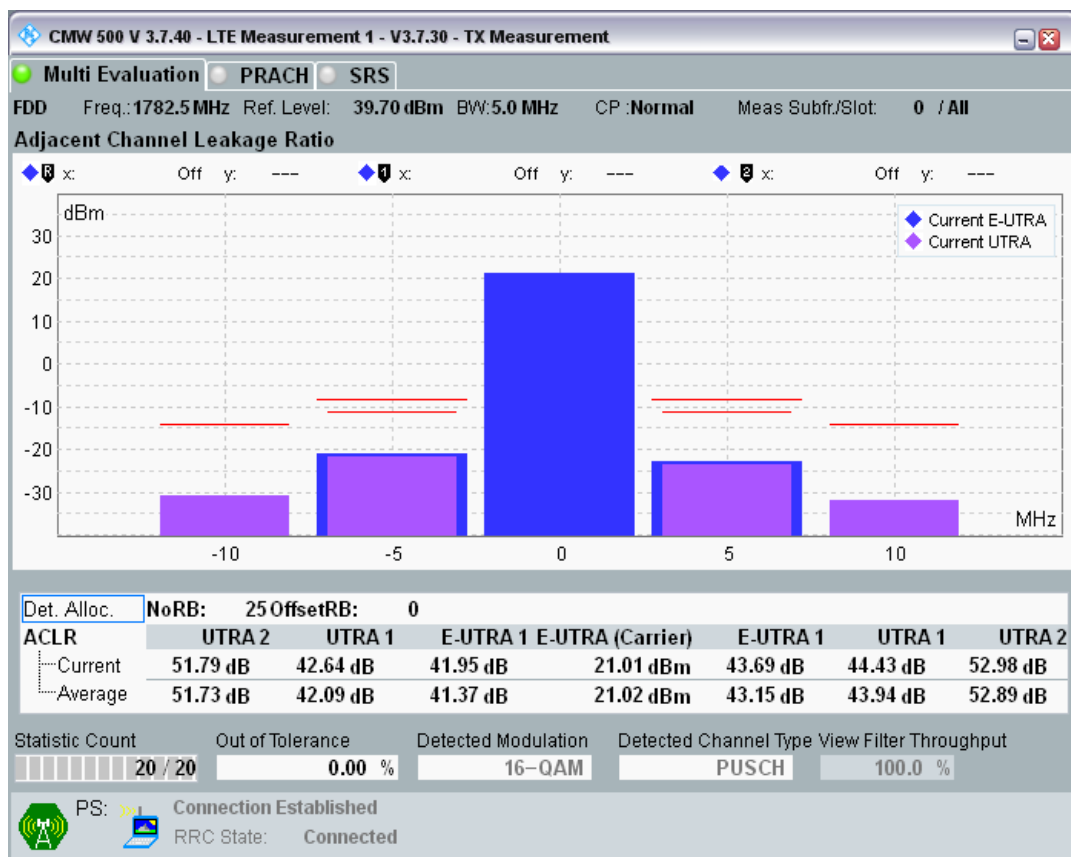 CMW 500 V 3.7.40 - LTE Measurement 1 - V3.7.30 - TX Measurement
Multi Evaluation PRACH SRS
FDD Freq.:1782.5 MHz Ref. Level: 39.70 dBm BW:5.0 MHz CP :Normal Meas Subfr./Slot: 0 / All
Adjacent Channel Leakage Ratio
R x: Off y: --- 1 x: Off y: --- 2 x: Off y: ---
dBm
Current E-UTRA
Current UTRA
30
20
10
0
-10
-20
-30
MHz
-10 -5 0 5 10
Det. Alloc. NoRB: 25 OffsetRB: 0
ACLR UTRA 2 UTRA 1 E-UTRA 1 E-UTRA (Carrier) E-UTRA 1 UTRA 1 UTRA 2
Current 51.79 dB 42.64 dB 41.95 dB 21.01 dBm 43.69 dB 44.43 dB 52.98 dB
Average 51.73 dB 42.09 dB 41.37 dB 21.02 dBm 43.15 dB 43.94 dB 52.89 dB
Statistic Count Out of Tolerance Detected Modulation Detected Channel Type View Filter Throughput
20 / 20 0.00 % 16-QAM PUSCH 100.0 %
PS: Connection Established
RRC State: Connected